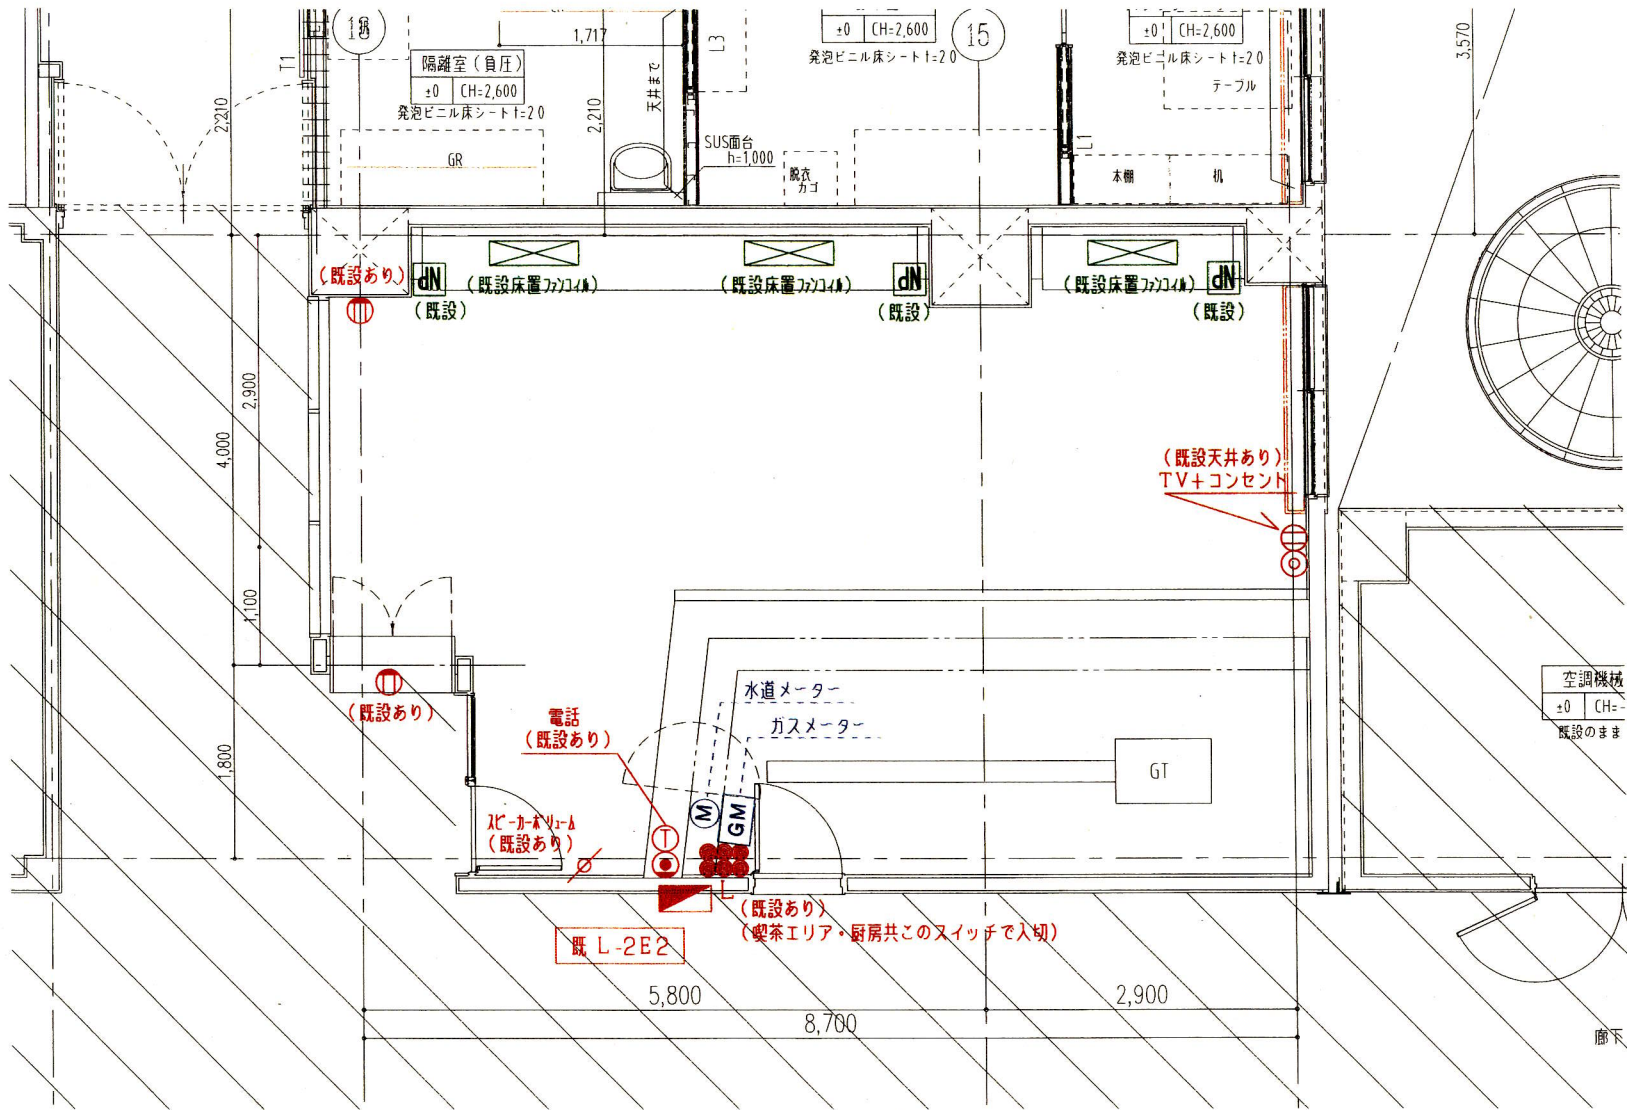 1,717
±0 CH=2,600
15
発泡ビニル床シート t=2.0
±0 CH=2,600
発泡ビニル床シート t=2.0
テーブル
3,570
T1
隔離室(負圧)
±0 CH=2,600
発泡ビニル床シート t=2.0
天井まで
L3
2,210
2,210
GR
SUS面台
h=1,000
脱衣
カゴ
L1
本棚
机
(既設あり)
NP
(既設)
(既設床置ファンコイル)
(既設床置ファンコイル)
NP
(既設)
(既設床置ファンコイル)
NP
(既設)
2,900
4,000
1,100
1,800
(既設天井あり)
TV+コンセント
(既設あり)
水道メーター
ガスメーター
電話
(既設あり)
GT
空調機械
±0 CH=-
既設のまま
スピーカーボリューム
(既設あり)
T
M
GM
L
(既設あり)
(喫茶エリア・厨房共このスイッチで入切)
既 L-2E2
5,800
2,900
8,700
廊下